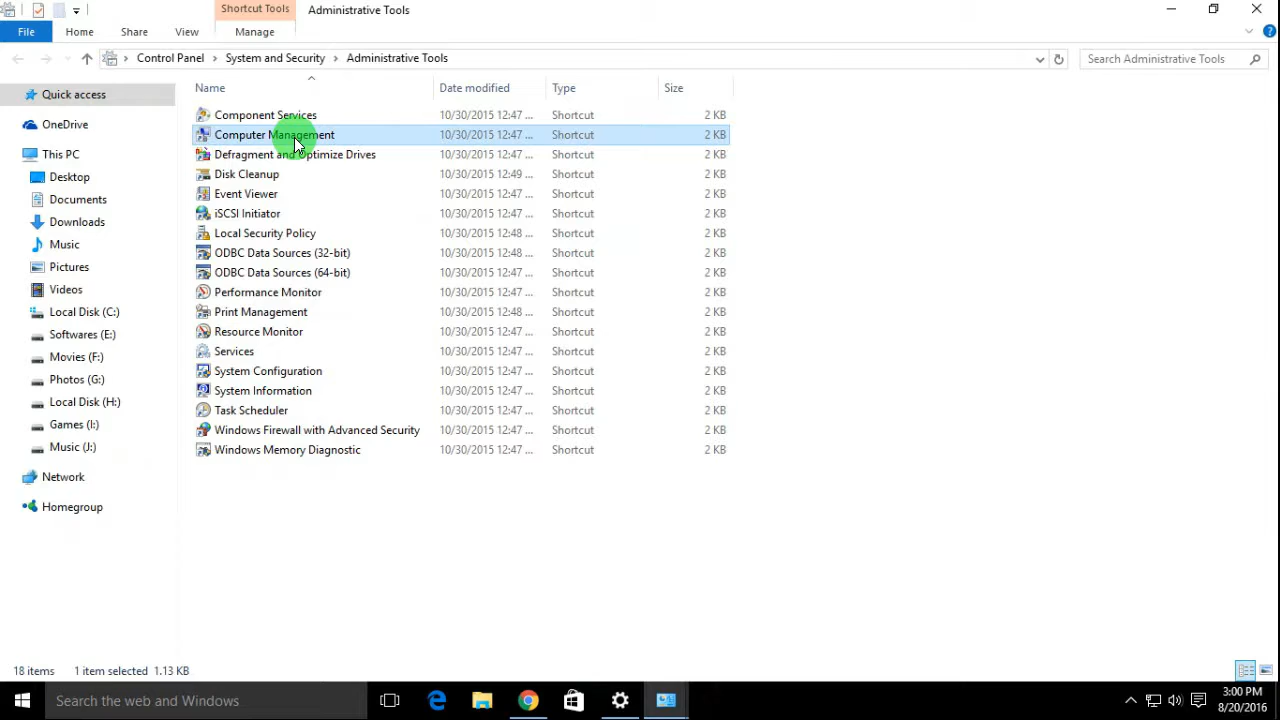 Shortcut Tools
Administrative Tools
File
Home
Share
View
Manage
Control Panel
System and Security
Administrative Tools
Search Administrative Tools
Quick access
OneDrive
This PC
Desktop
Documents
Downloads
Music
Pictures
Videos
Local Disk (C:)
Softwares (E:)
Movies (F:)
Photos (G:)
Local Disk (H:)
Games (I:)
Music (J:)
Network
Homegroup
Name Date modified Type Size
Component Services 10/30/2015 12:47 ... Shortcut 2 KB
Computer Management 10/30/2015 12:47 ... Shortcut 2 KB
Defragment and Optimize Drives 10/30/2015 12:47 ... Shortcut 2 KB
Disk Cleanup 10/30/2015 12:49 ... Shortcut 2 KB
Event Viewer 10/30/2015 12:47 ... Shortcut 2 KB
iSCSI Initiator 10/30/2015 12:47 ... Shortcut 2 KB
Local Security Policy 10/30/2015 12:48 ... Shortcut 2 KB
ODBC Data Sources (32-bit) 10/30/2015 12:48 ... Shortcut 2 KB
ODBC Data Sources (64-bit) 10/30/2015 12:47 ... Shortcut 2 KB
Performance Monitor 10/30/2015 12:47 ... Shortcut 2 KB
Print Management 10/30/2015 12:48 ... Shortcut 2 KB
Resource Monitor 10/30/2015 12:47 ... Shortcut 2 KB
Services 10/30/2015 12:47 ... Shortcut 2 KB
System Configuration 10/30/2015 12:47 ... Shortcut 2 KB
System Information 10/30/2015 12:47 ... Shortcut 2 KB
Task Scheduler 10/30/2015 12:47 ... Shortcut 2 KB
Windows Firewall with Advanced Security 10/30/2015 12:47 ... Shortcut 2 KB
Windows Memory Diagnostic 10/30/2015 12:47 ... Shortcut 2 KB
18 items 1 item selected 1.13 KB
Search the web and Windows
3:00 PM
8/20/2016